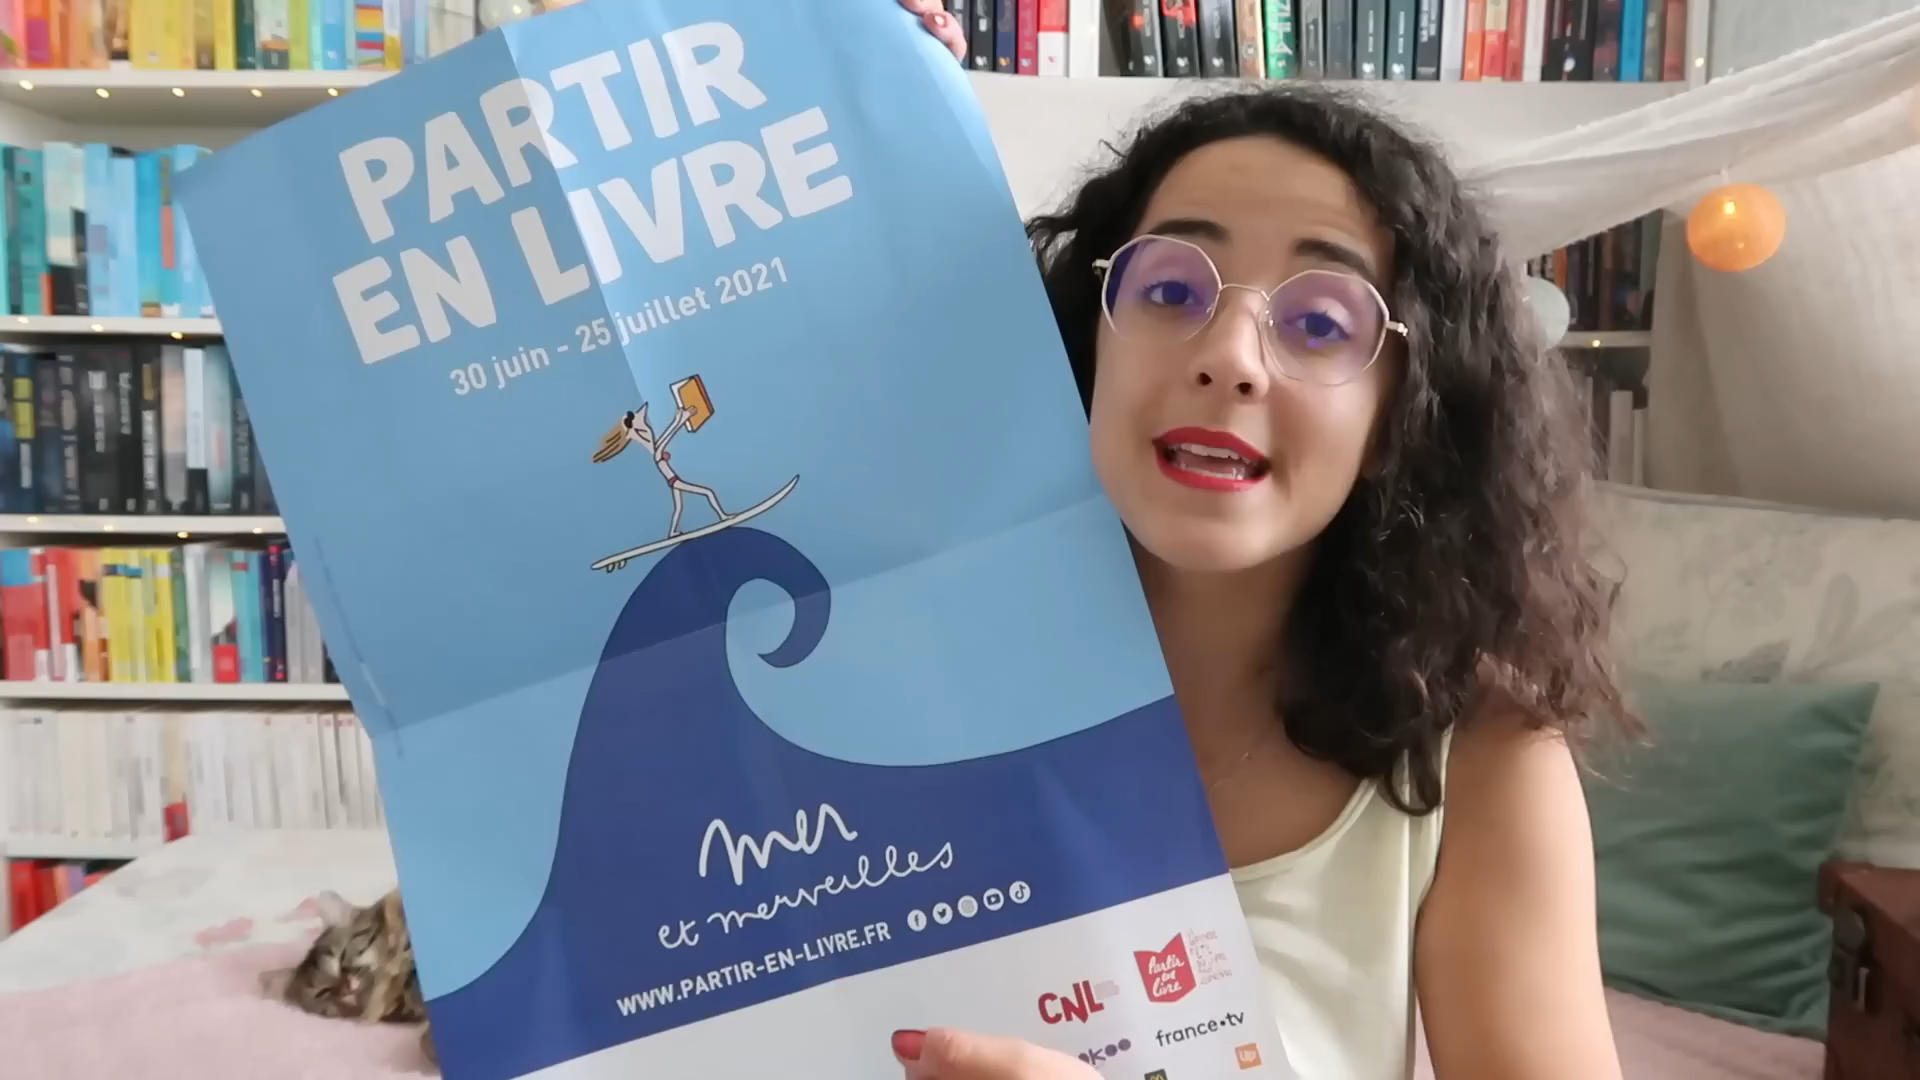 PARTIR
EN LIVRE
30 juin - 25 juillet 2021
mer
et merveilles
WWW.PARTIR-EN-LIVRE.FR
CNL
Partir
en
livre
france•tv
Up